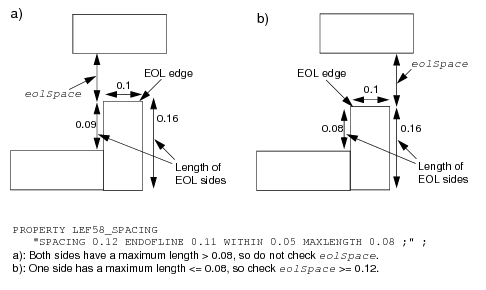 a)
b)
eolSpace
0.1
EOL edge
0.09
0.16
Length of
EOL sides
EOL edge
0.1
eolSpace
0.08
0.16
Length of
EOL sides
PROPERTY LEF58_SPACING
"SPACING 0.12 ENDOFLINE 0.11 WITHIN 0.05 MAXLENGTH 0.08 ;" ;
a): Both sides have a maximum length > 0.08, so do not check eolSpace.
b): One side has a maximum length <= 0.08, so check eolSpace >= 0.12.